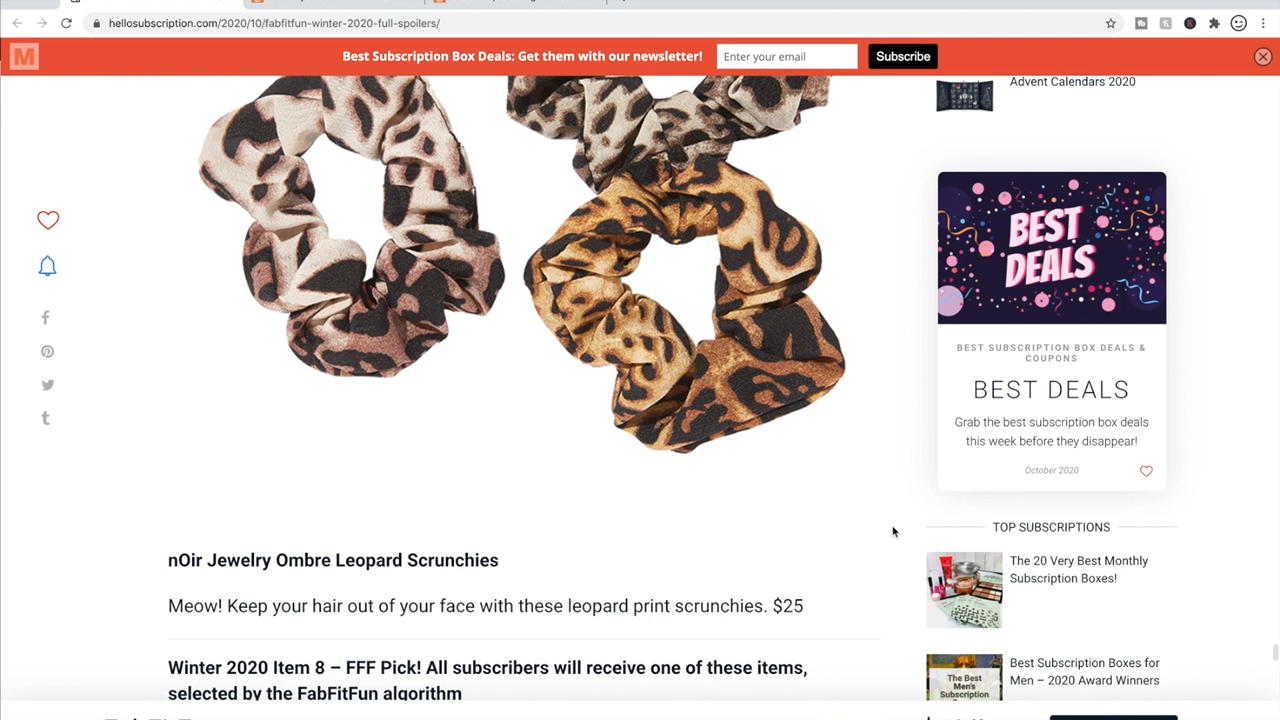 hellosubscription.com/2020/10/fabfitfun-winter-2020-full-spoilers/
M
Best Subscription Box Deals: Get them with our newsletter!
Enter your email
Subscribe
Advent Calendars 2020
BEST
DEALS
BEST SUBSCRIPTION BOX DEALS &
COUPONS
BEST DEALS
Grab the best subscription box deals
this week before they disappear!
October 2020
nOir Jewelry Ombre Leopard Scrunchies
Meow! Keep your hair out of your face with these leopard print scrunchies. $25
Winter 2020 Item 8 – FFF Pick! All subscribers will receive one of these items,
selected by the FabFitFun algorithm
TOP SUBSCRIPTIONS
The 20 Very Best Monthly
Subscription Boxes!
The Best
Men's
Subscription
Best Subscription Boxes for
Men – 2020 Award Winners